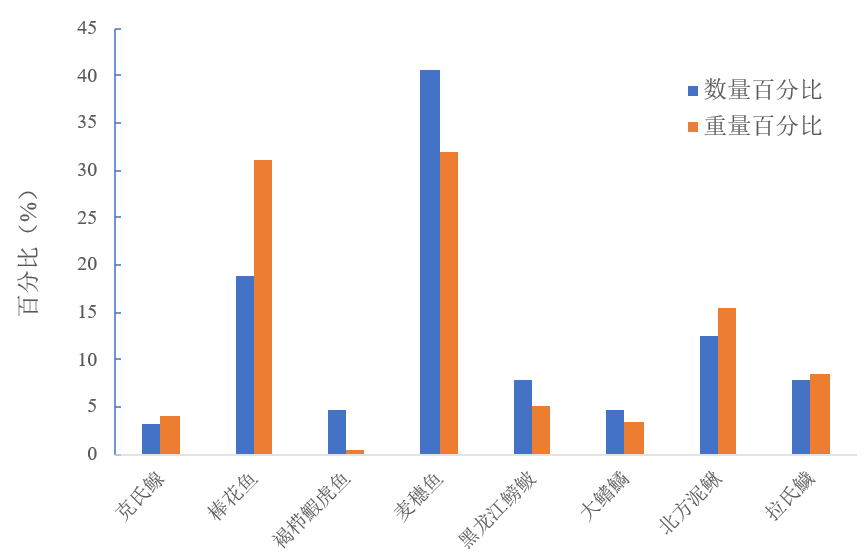 45
40
35
30
25
20
15
10
5
0
百分比（%）
数量百分比
重量百分比
克氏鳈
棒花鱼
褐栉鰕虎鱼
麦穗鱼
黑龙江鳑鲏
大鳍鱊
北方泥鳅
拉氏鱥